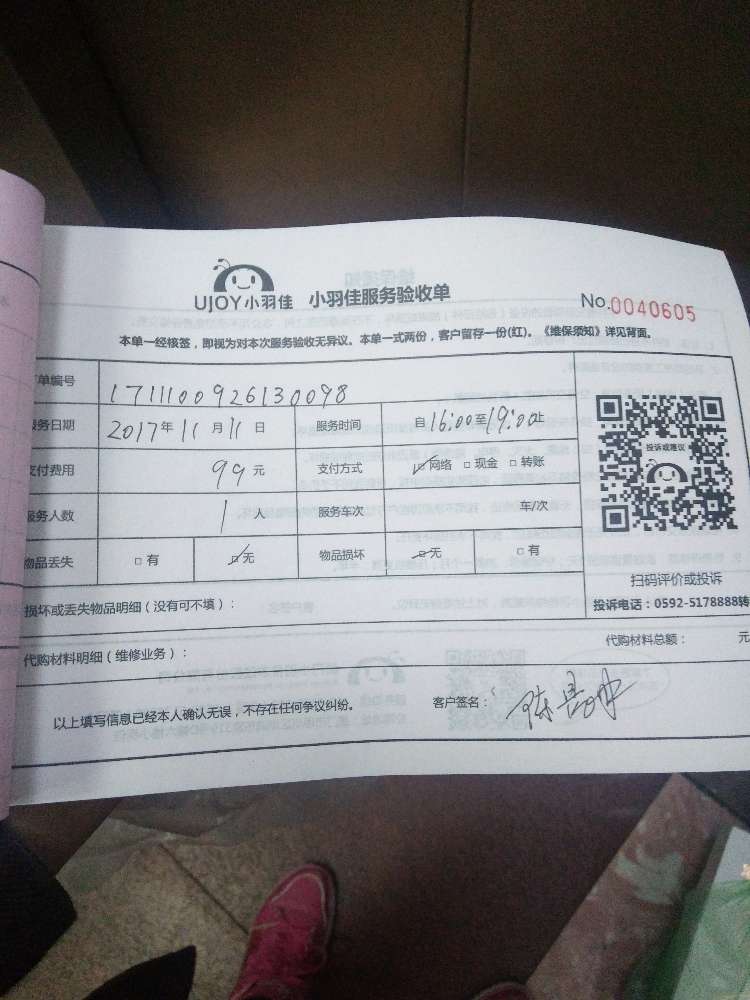 UJOY小羽佳 小羽佳服务验收单 No.0040605
本单一经核签，即视为对本次服务验收无异议。本单一式两份，客户留存一份(红)。《维保须知》详见背面。
单编号 1711100926130098
务日期 2017年11月11日 服务时间 自16:00至19:00止
支付费用 99元 支付方式 ☑网络 □现金 □转账
服务人数 1人 服务车次 车/次
物品丢失 □有 ☑无 物品损坏 ☑无 □有
投诉或建议
扫码评价或投诉
损坏或丢失物品明细（没有可不填）： 投诉电话：0592-5178888转
代购材料明细（维修业务）： 代购材料总额： 元
以上填写信息已经本人确认无误，不存在任何争议纠纷。 客户签名：